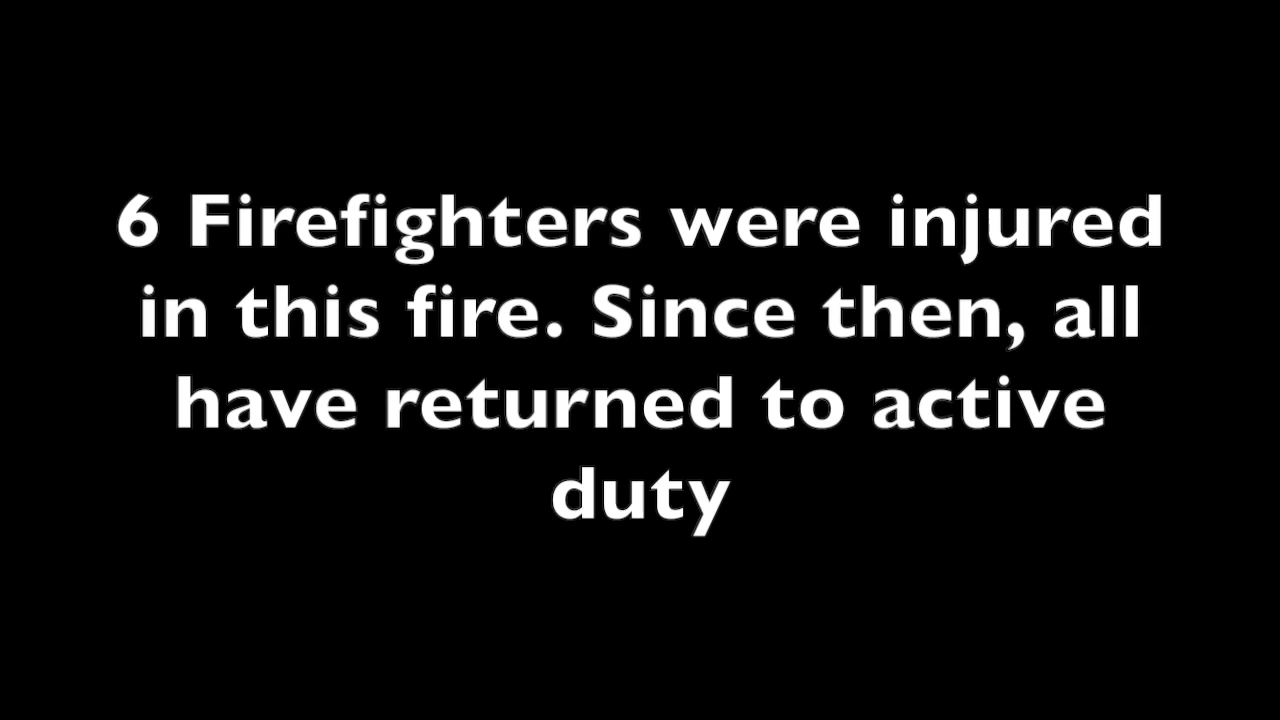 6 Firefighters were injured
in this fire. Since then, all
have returned to active
duty